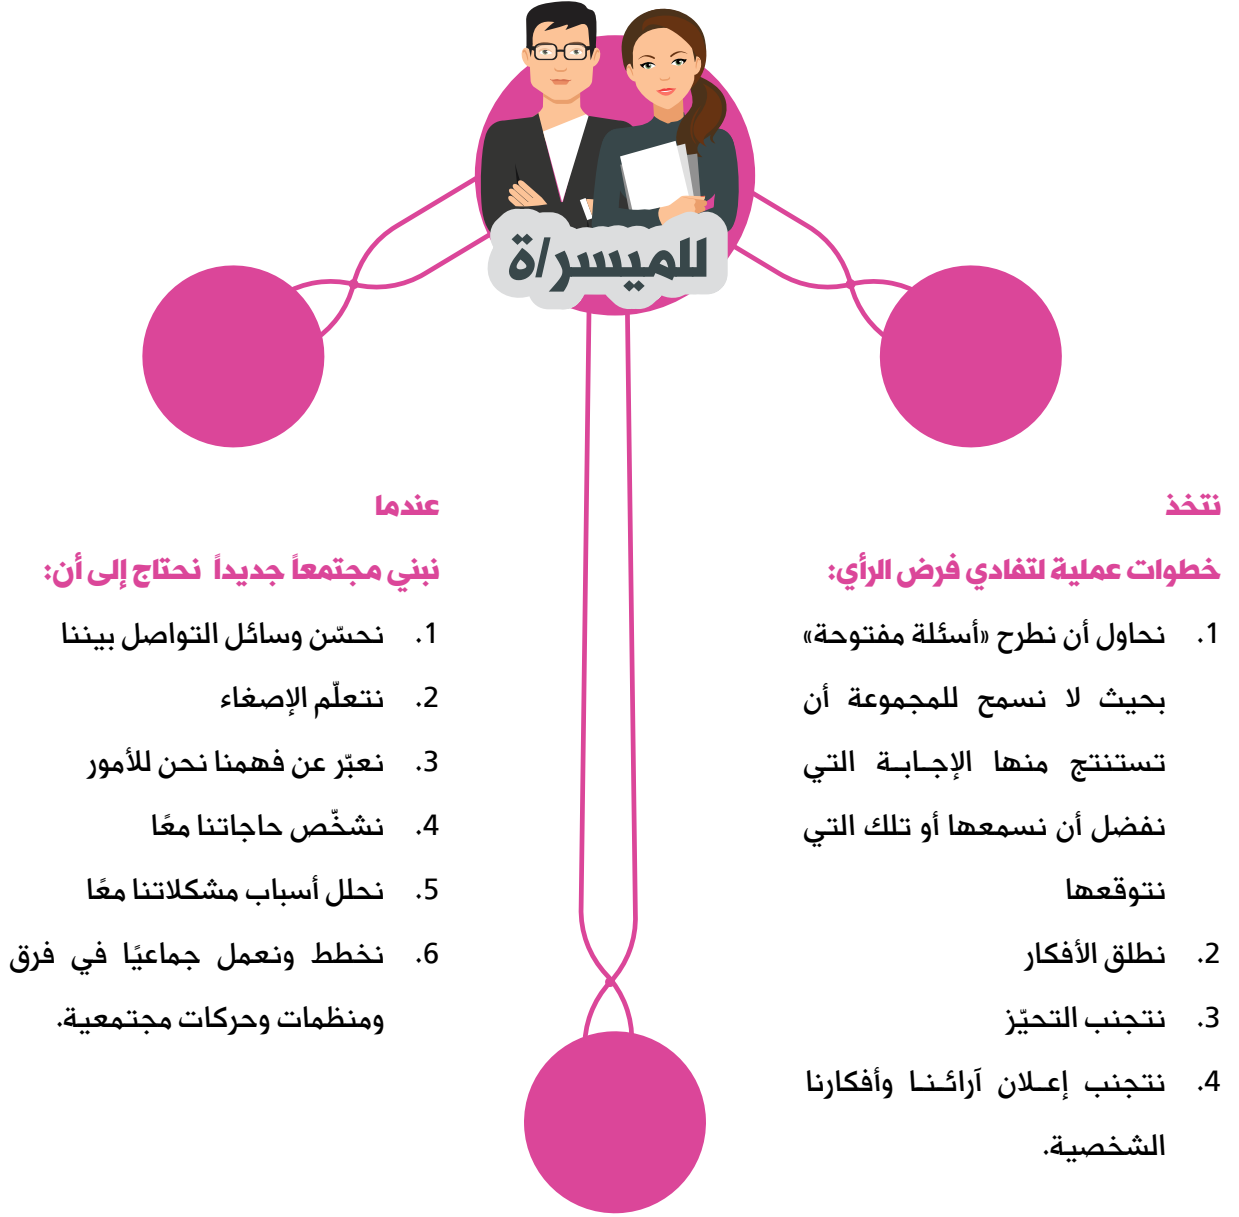 للميسر/ة
نتخذ
خطوات عملية لتفادي فرض الرأي:
1. نحاول أن نطرح «أسئلة مفتوحة»
بحيث لا نسمح للمجموعة أن
تستنتج منها الإجـابـة التي
نفضل أن نسمعها أو تلك التي
نتوقعها
2. نطلق الأفكار
3. نتجنب التحيّز
4. نتجنب إعـلان آرائـنـا وأفكارنا
الشخصية.
عندما
نبني مجتمعاً جديداً نحتاج إلى أن:
1. نحسّن وسائل التواصل بيننا
2. نتعلّم الإصغاء
3. نعبّر عن فهمنا نحن للأمور
4. نشخّص حاجاتنا معًا
5. نحلل أسباب مشكلاتنا معًا
6. نخطط ونعمل جماعيًا في فرق
ومنظمات وحركات مجتمعية.